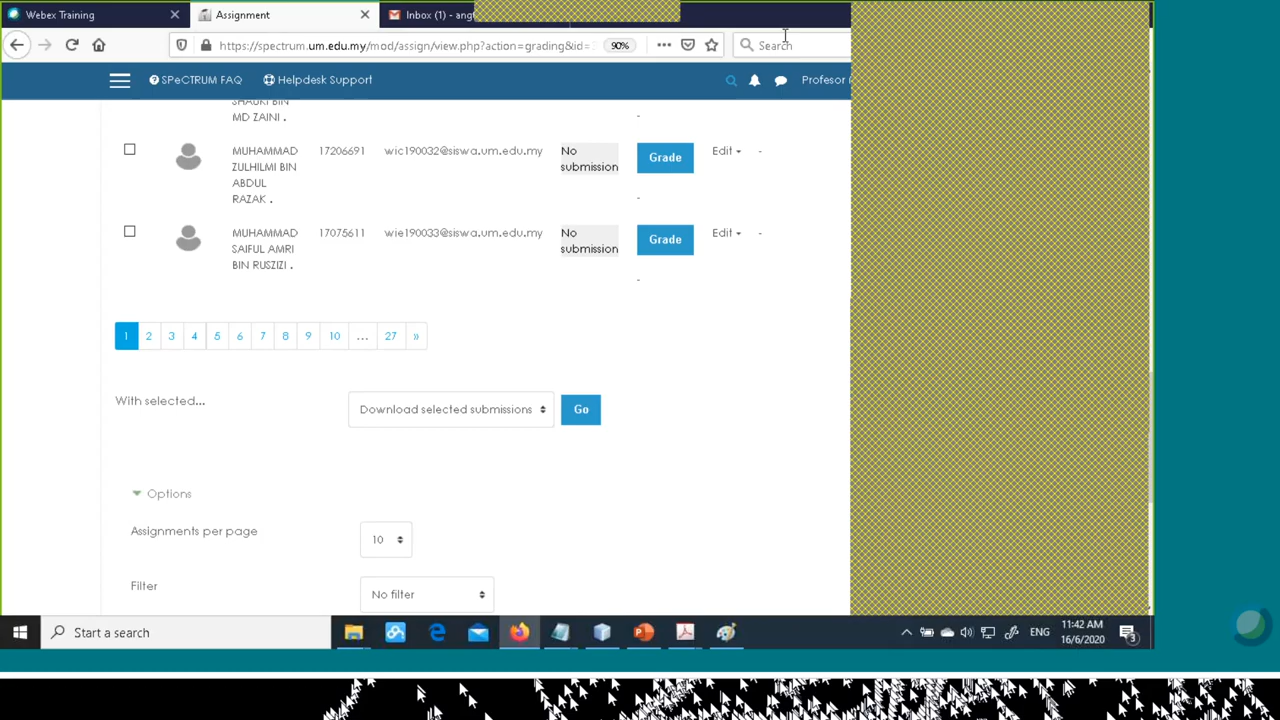 Webex Training
Assignment
Inbox (1) - ang
https://spectrum.um.edu.my/mod/assign/view.php?action=grading&id=
90%
Search
SPeCTRUM FAQ
Helpdesk Support
Profesor
SHAUKI BIN
MD ZAINI .
-
MUHAMMAD
ZULHILMI BIN
ABDUL
RAZAK .
17206691
wic190032@siswa.um.edu.my
No
submission
Grade
Edit
-
-
MUHAMMAD
SAIFUL AMRI
BIN RUSZIZI .
17075611
wie190033@siswa.um.edu.my
No
submission
Grade
Edit
-
-
1 2 3 4 5 6 7 8 9 10 ... 27 »
With selected...
Download selected submissions
Go
Options
Assignments per page
10
Filter
No filter
Start a search
ENG
11:42 AM
16/6/2020
3